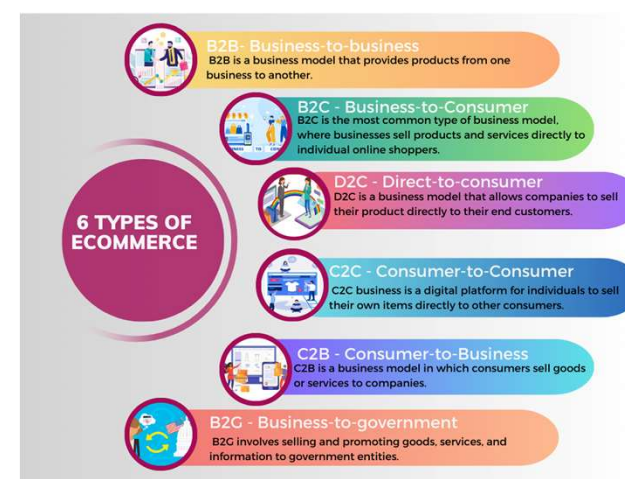 B2B- Business-to-business
B2B is a business model that provides products from one
business to another.
B2C - Business-to-Consumer
B2C is the most common type of business model,
where businesses sell products and services directly to
individual online shoppers.
D2C - Direct-to-consumer
D2C is a business model that allows companies to sell
their product directly to their end customers.
6 TYPES OF
ECOMMERCE
C2C - Consumer-to-Consumer
C2C business is a digital platform for individuals to sell
their own items directly to other consumers.
C2B - Consumer-to-Business
C2B is a business model in which consumers sell goods
or services to companies.
B2G - Business-to-government
B2G involves selling and promoting goods, services, and
information to government entities.